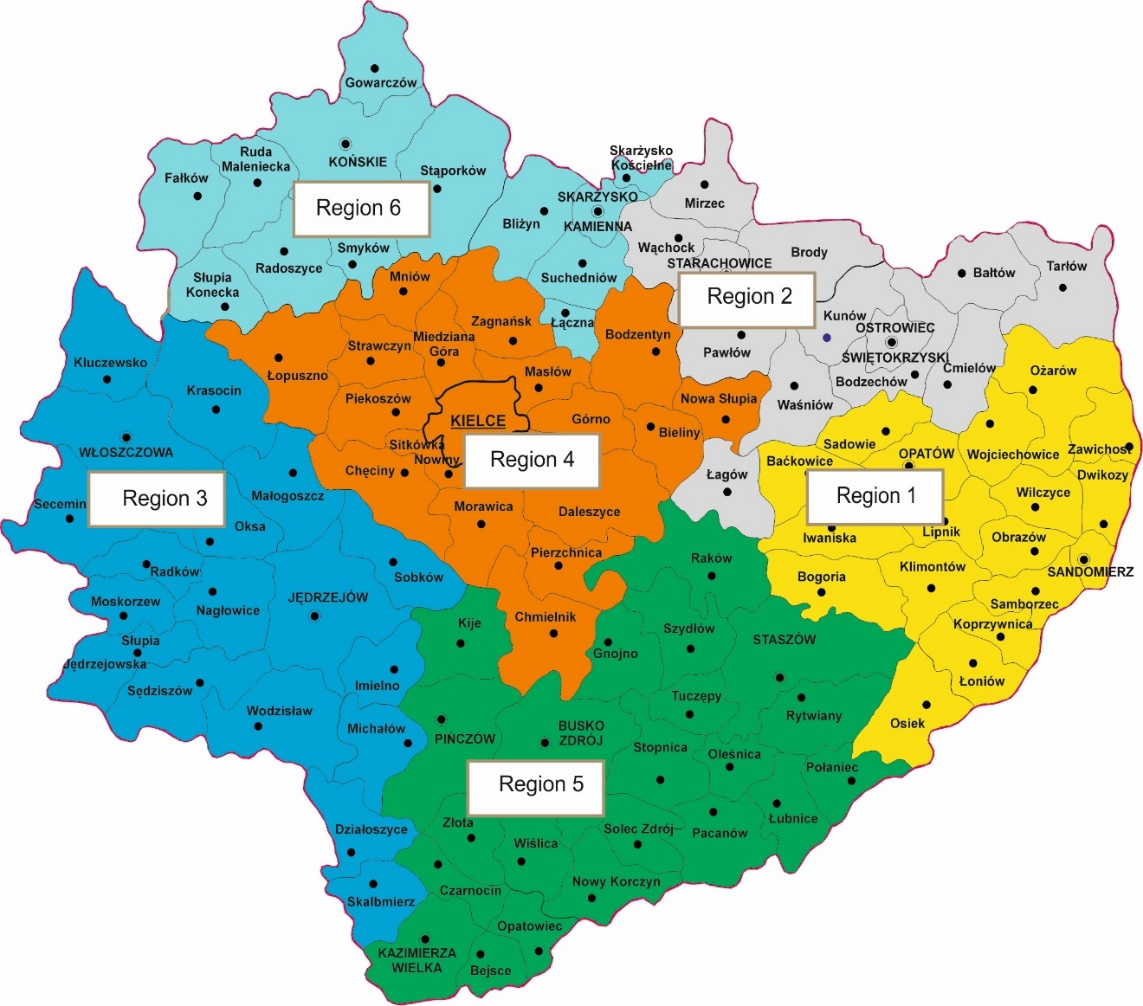 Gowarczów
KOŃSKIE
Ruda
Maleniecka
Fałków
Stąporków
Region 6
Smyków
Radoszyce
Słupia
Konecka
Skarżysko
Kościelne
SKARŻYSKO
KAMIENNA
Bliżyn
Suchedniów
Łączna
Mirzec
Wąchock
STARACHOWICE
Brody
Region 2
Pawłów
Kunów
OSTROWIEC
ŚWIĘTOKRZYSKI
Bodzechów
Ćmielów
Bałtów
Tarłów
Waśniów
Łagów
Mniów
Zagnańsk
Miedziana
Góra
Strawczyn
Łopuszno
Bodzentyn
Masłów
Piekoszów
KIELCE
Górno
Nowa Słupia
Bieliny
Sitkówka
Nowiny
Chęciny
Region 4
Morawica
Daleszyce
Pierzchnica
Chmielnik
Kluczewsko
Krasocin
WŁOSZCZOWA
Region 3
Małogoszcz
Secemin
Oksa
Radków
Sobków
Moskorzew
Nagłowice
JĘDRZEJÓW
Słupia
Jędrzejowska
Sędziszów
Imielno
Wodzisław
Michałów
Działoszyce
Skalbmierz
Ożarów
Sadowie
OPATÓW
Wojciechowice
Zawichost
Baćkowice
Dwikozy
Region 1
Wilczyce
Iwaniska
Lipnik
Obrazów
SANDOMIERZ
Bogoria
Klimontów
Samborzec
Koprzywnica
Łoniów
Osiek
Raków
Kije
Gnojno
Szydłów
STASZÓW
Tuczępy
Rytwiany
PIŃCZÓW
BUSKO
ZDRÓJ
Stopnica
Oleśnica
Połaniec
Region 5
Złota
Wiślica
Solec Zdrój
Pacanów
Łubnice
Czarnocin
Nowy Korczyn
Opatowiec
KAZIMIERZA
WIELKA
Bejsce